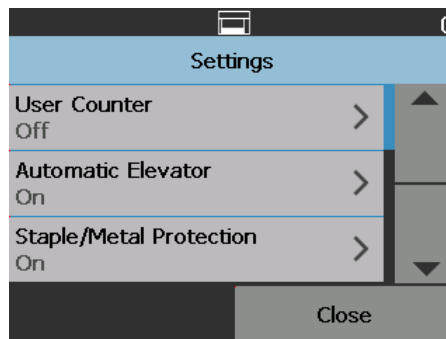 Settings
User Counter
Off
Automatic Elevator
On
Staple/Metal Protection
On
Close